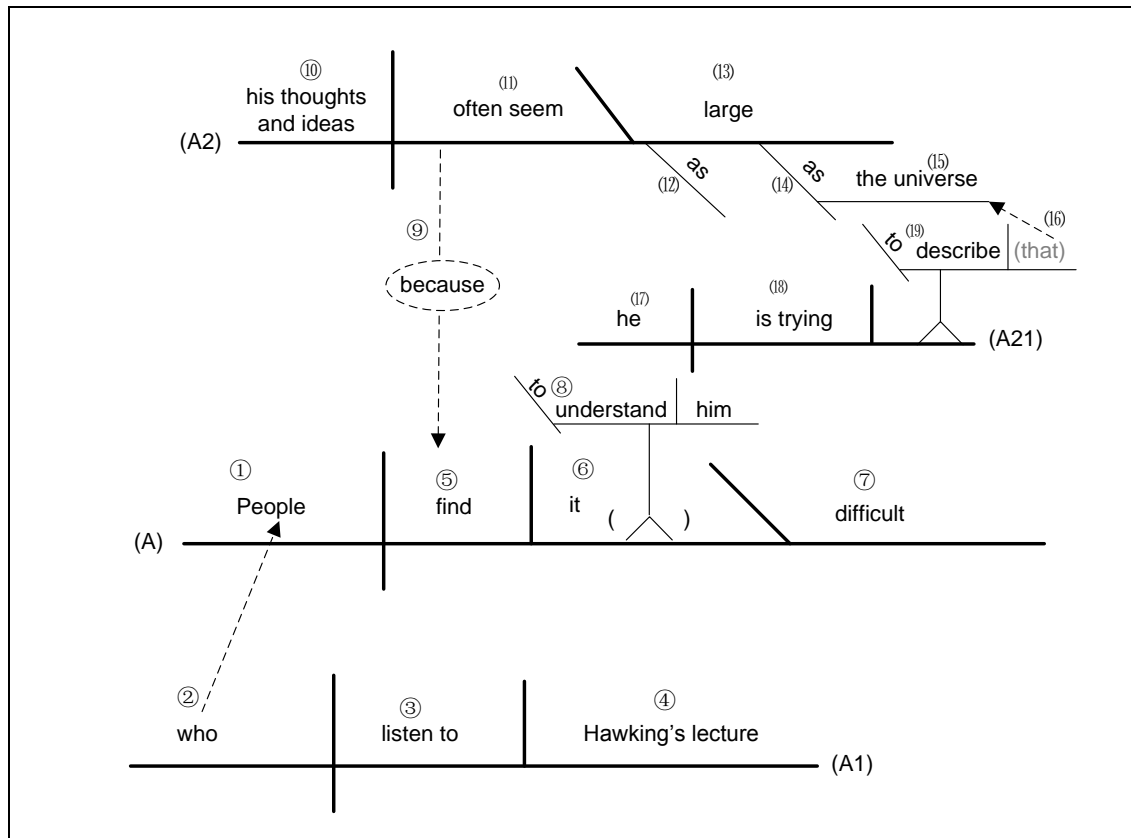 ⑩ ⑾ ⒀
his thoughts
and ideas often seem large
(A2)
as as ⒂
⑿ ⒁ the universe
⑨ ⒃
to ⒆ describe (that)
because
⒄ ⒅
he is trying (A21)
to ⑧
understand him
① ⑤ ⑥ ⑦
People find it ( ) difficult
(A)
② ③ ④
who listen to Hawking's lecture
(A1)